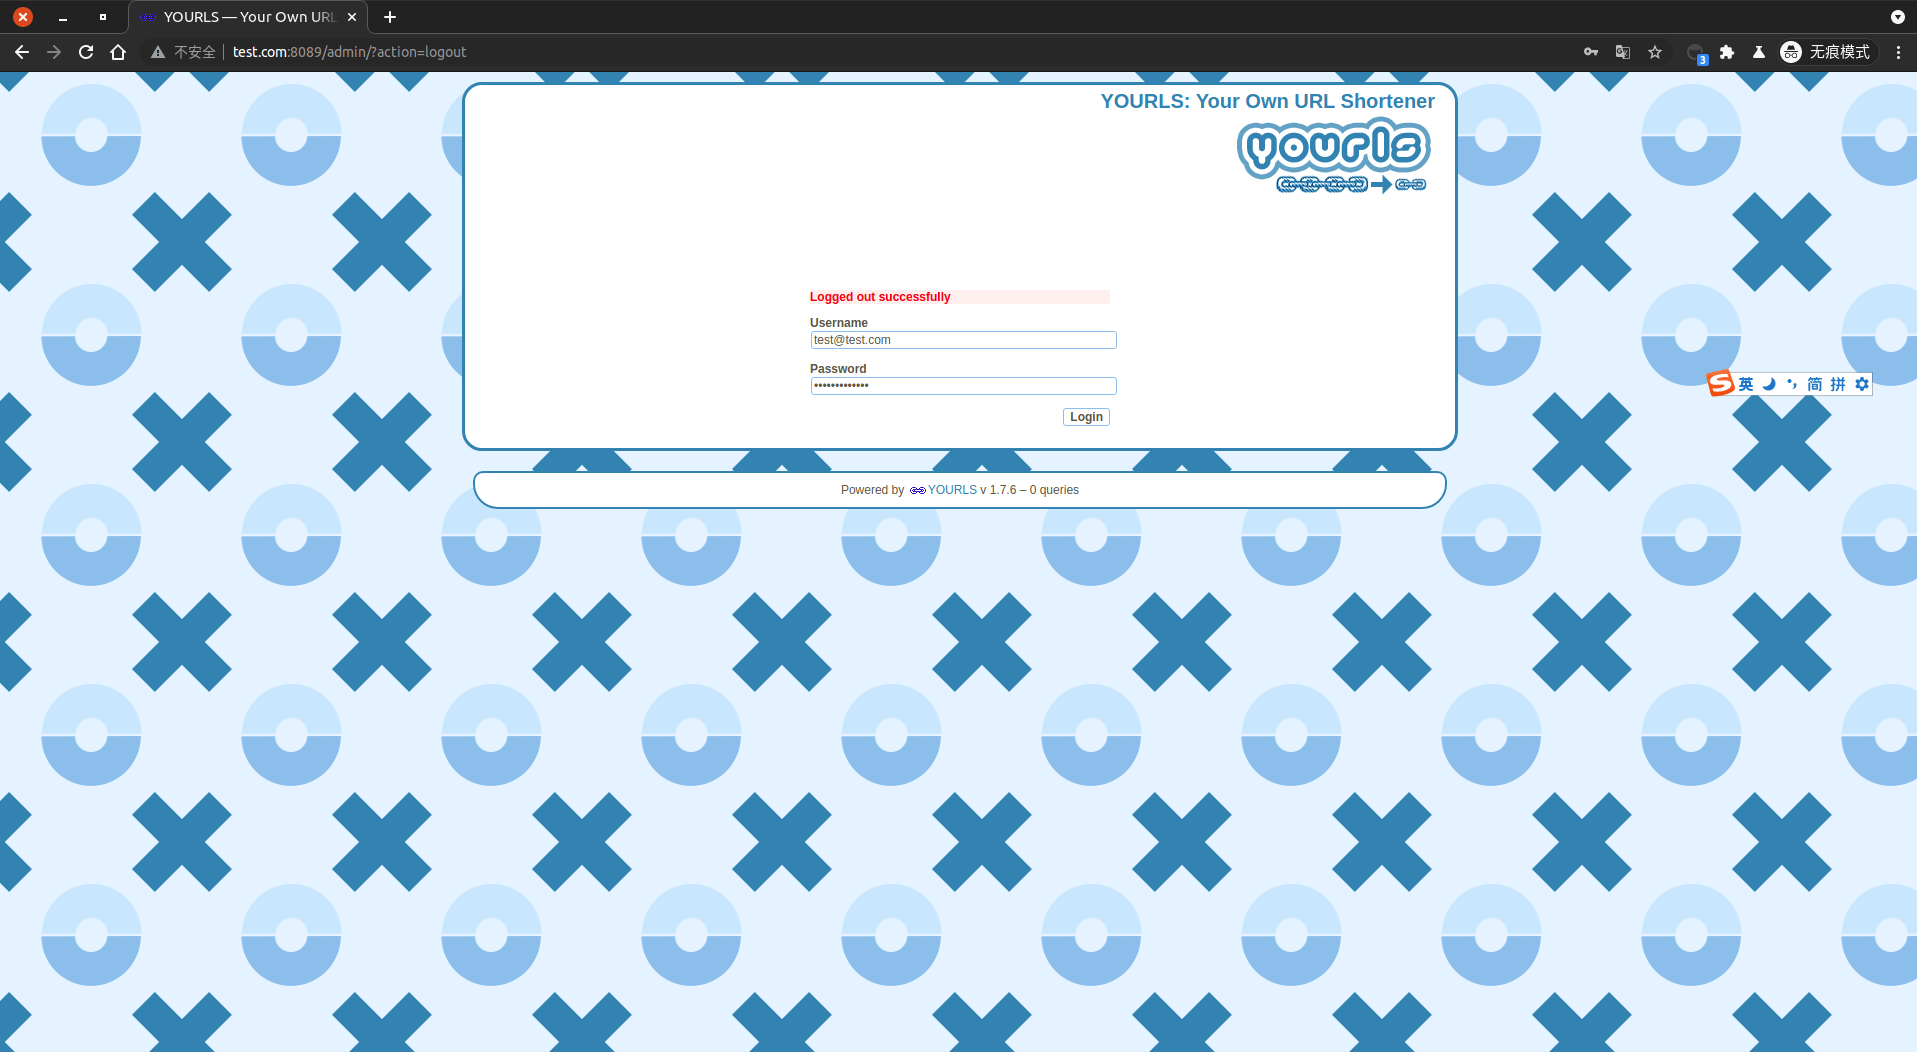 YOURLS — Your Own URL
不安全 test.com:8089/admin/?action=logout
3
无痕模式
YOURLS: Your Own URL Shortener
yourls
Logged out successfully
Username
test@test.com
Password
•••••••••••••
Login
英 简 拼
Powered by YOURLS v 1.7.6 – 0 queries